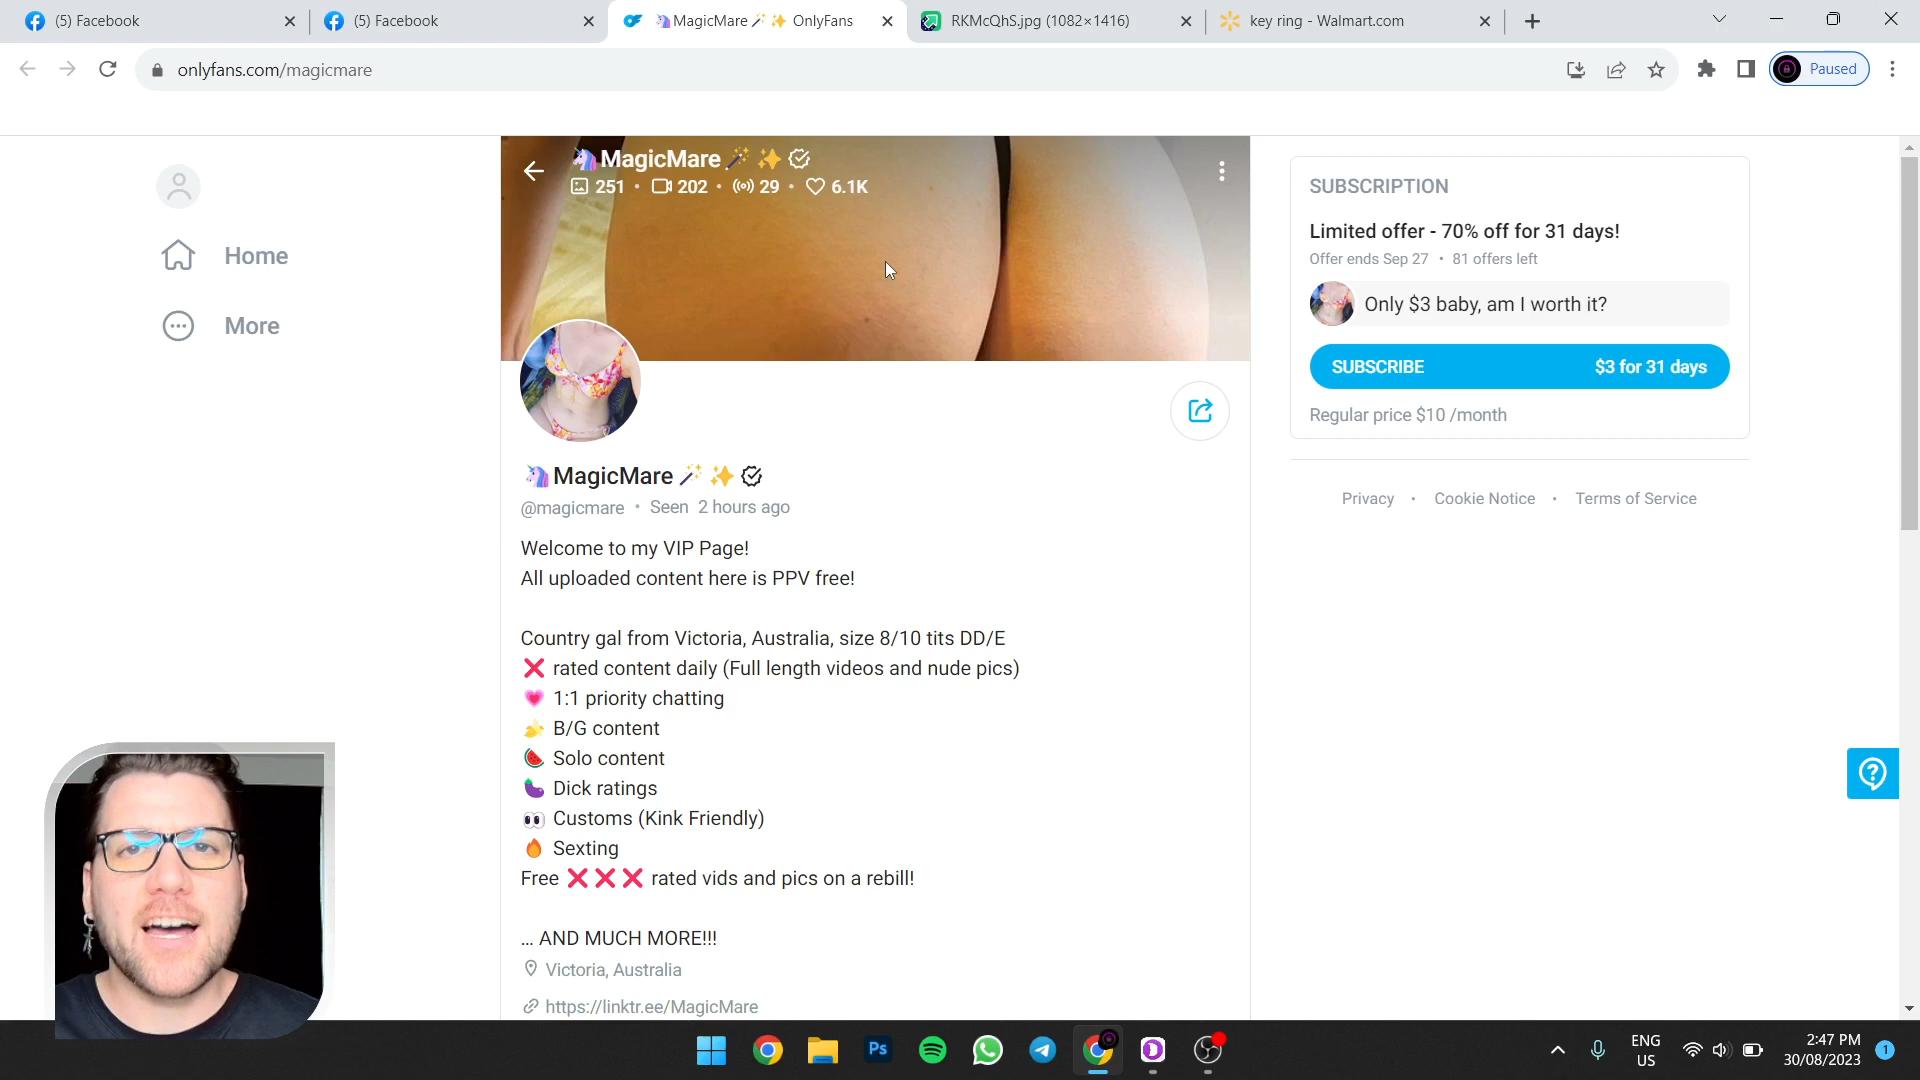 (5) Facebook
(5) Facebook
MagicMare OnlyFans
RKMcQhS.jpg (1082×1416)
key ring - Walmart.com
onlyfans.com/magicmare
Paused
MagicMare
251 • 202 • 29 • 6.1K
Home
More
SUBSCRIPTION
Limited offer - 70% off for 31 days!
Offer ends Sep 27 • 81 offers left
Only $3 baby, am I worth it?
SUBSCRIBE $3 for 31 days
Regular price $10 /month
Privacy · Cookie Notice · Terms of Service
MagicMare
@magicmare • Seen 2 hours ago
Welcome to my VIP Page!
All uploaded content here is PPV free!
Country gal from Victoria, Australia, size 8/10 tits DD/E
❌ rated content daily (Full length videos and nude pics)
💗 1:1 priority chatting
🍌 B/G content
🍉 Solo content
🍆 Dick ratings
👀 Customs (Kink Friendly)
🔥 Sexting
Free ❌❌❌ rated vids and pics on a rebill!
... AND MUCH MORE!!!
Victoria, Australia
https://linktr.ee/MagicMare
Ps
ENG
US
2:47 PM
30/08/2023
1